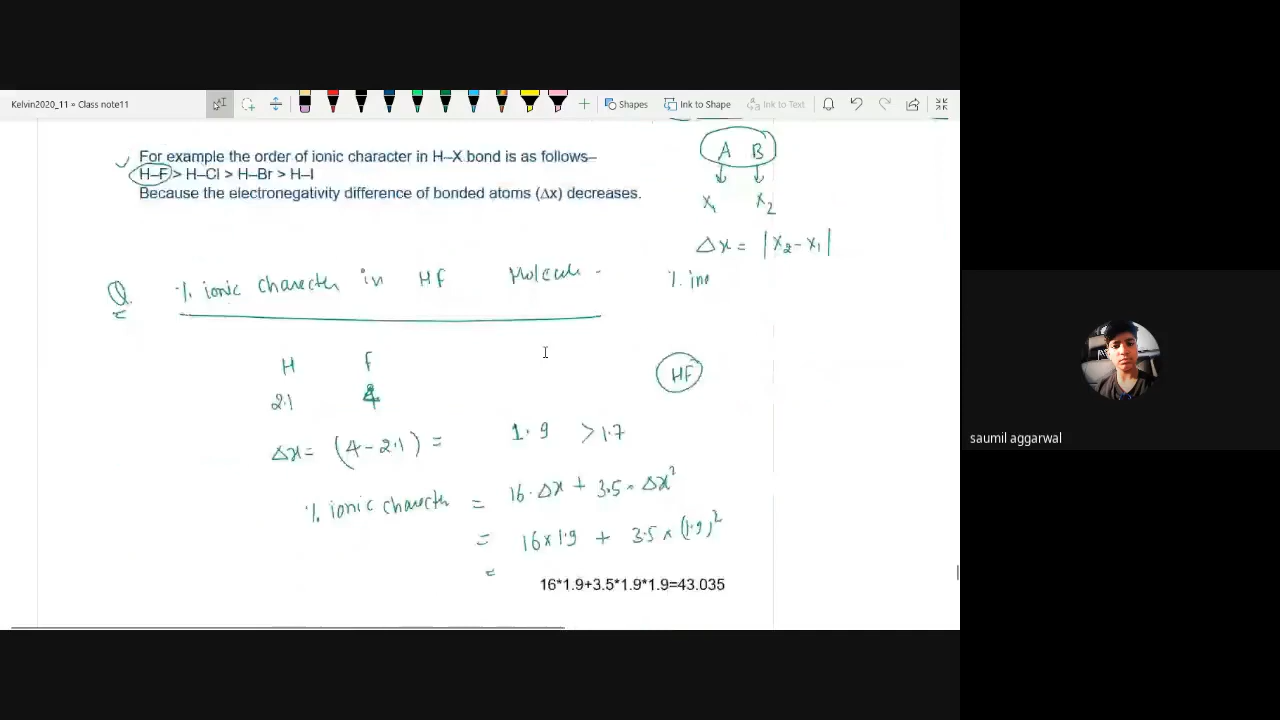 Kelvin2020_11 » Class note11
Shapes
Ink to Shape
Ink to Text
For example the order of ionic character in H–X bond is as follows–
H–F > H–Cl > H–Br > H–I
Because the electronegativity difference of bonded atoms (Δx) decreases.
A B
x₁ x₂
Δx = |x₂ - x₁|
Q % ionic charecter in HF Molecule -
% ino
H F
2.1 4
HF
Δx = (4 - 2.1) = 1.9 > 1.7
% ionic charecter = 16·Δx + 3.5 × Δx²
= 16×1.9 + 3.5 × (1.9)²
=
16*1.9+3.5*1.9*1.9=43.035
saumil aggarwal